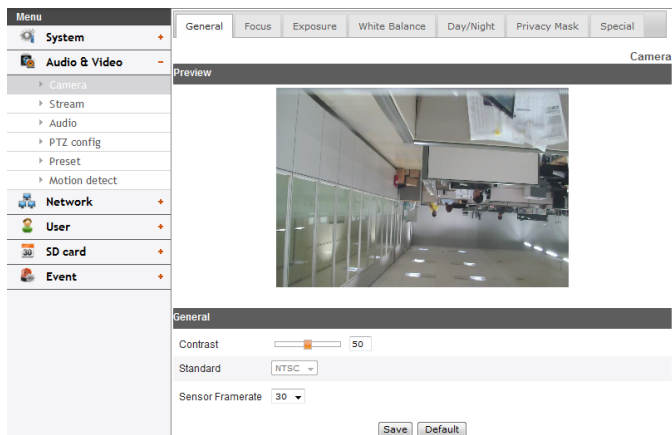 Menu
System +
Audio & Video -
Camera
Stream
Audio
PTZ config
Preset
Motion detect
Network +
User +
30 SD card +
Event +
General Focus Exposure White Balance Day/Night Privacy Mask Special
Camera
Preview
General
Contrast 50
Standard NTSC
Sensor Framerate 30
Save Default